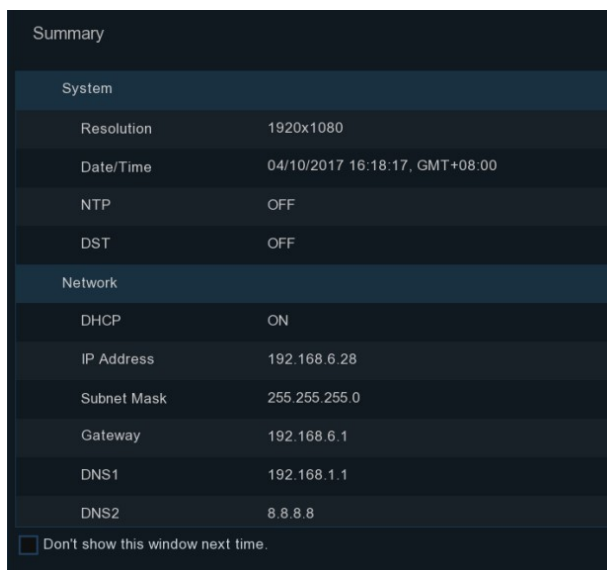 Summary
System
Resolution 1920x1080
Date/Time 04/10/2017 16:18:17, GMT+08:00
NTP OFF
DST OFF
Network
DHCP ON
IP Address 192.168.6.28
Subnet Mask 255.255.255.0
Gateway 192.168.6.1
DNS1 192.168.1.1
DNS2 8.8.8.8
Don't show this window next time.